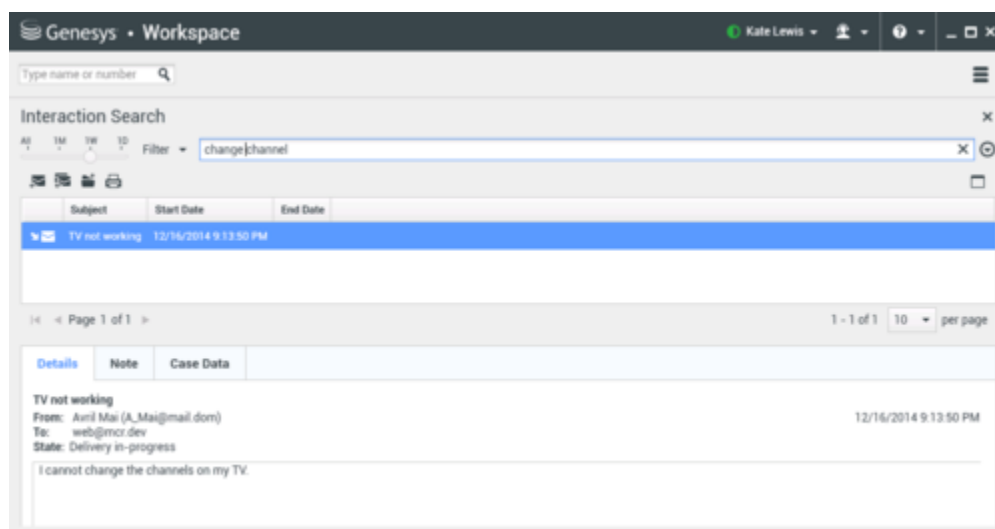 Genesys • Workspace
Kate Lewis
Type name or number
Interaction Search
All 1M 1W 1D Filter change channel
Subject Start Date End Date
TV not working 12/16/2014 9:13:50 PM
Page 1 of 1 1 - 1 of 1 10 per page
Details Note Case Data
TV not working
From: Avril Mai (A_Mai@mail.dom) 12/16/2014 9:13:50 PM
To: web@mcr.dev
State: Delivery in-progress
I cannot change the channels on my TV.